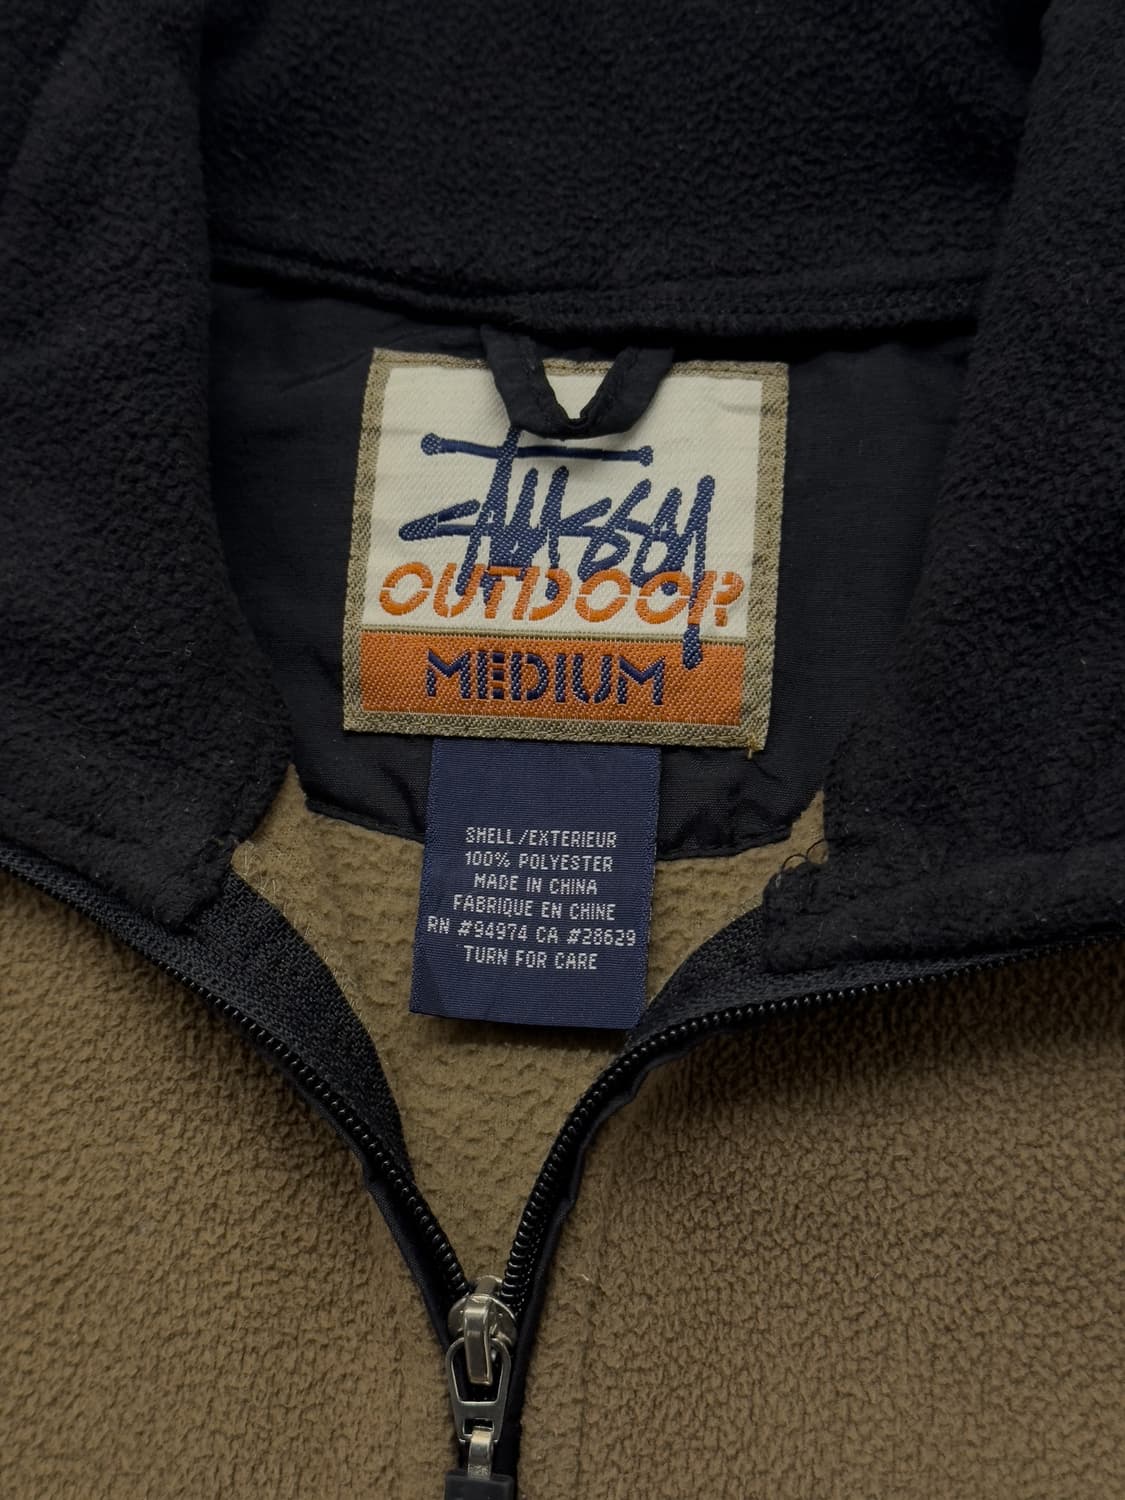 STUSSY
OUTDOOR
MEDIUM
SHELL/EXTERIEUR
100% POLYESTER
MADE IN CHINA
FABRIQUE EN CHINE
RN #94974 CA #28629
TURN FOR CARE